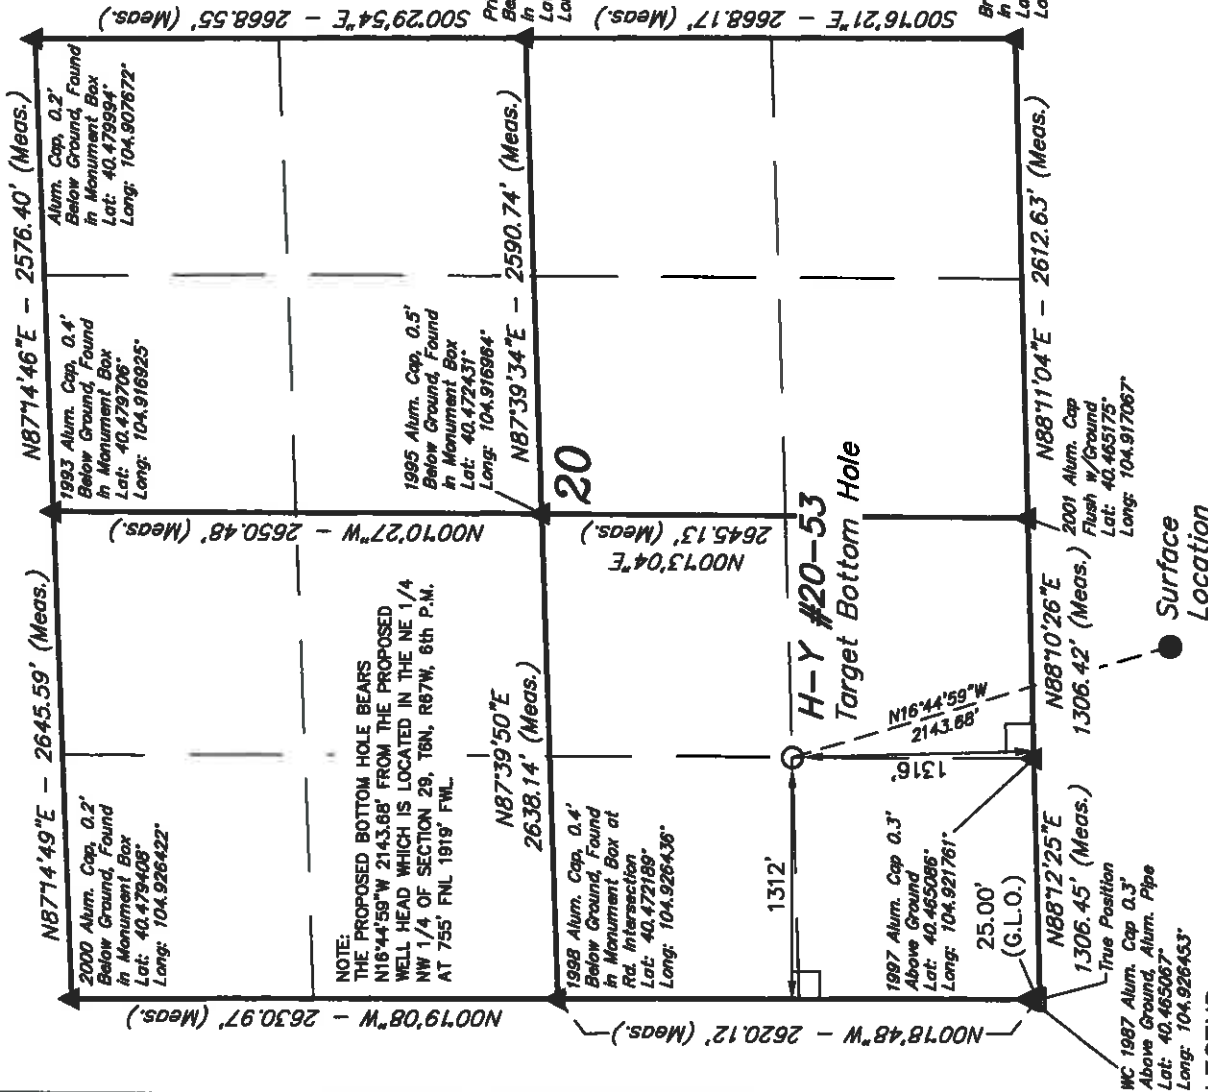 N87°14'49"E - 2645.59' (Meas.)
N87°14'46"E - 2576.40' (Meas.)
2000 Alum. Cap, 0.2'
Below Ground, Found
in Monument Box
Lat: 40.479408°
Long: 104.926422°
1993 Alum. Cap, 0.4'
Below Ground, Found
in Monument Box
Lat: 40.479706°
Long: 104.916925°
Alum. Cap, 0.2'
Below Ground, Found
in Monument Box
Lat: 40.479994°
Long: 104.907672°
N00°19'08"W - 2630.97' (Meas.)
N00°10'27"W - 2650.48' (Meas.)
S00°29'54"E - 2668.55' (Meas.)
NOTE:
THE PROPOSED BOTTOM HOLE BEARS
N16°44'59"W 2143.68' FROM THE PROPOSED
WELL HEAD WHICH IS LOCATED IN THE NE 1/4
NW 1/4 OF SECTION 29, T6N, R67W, 6th P.M.
AT 755' FNL 1919' FWL.
1995 Alum. Cap, 0.5'
Below Ground, Found
in Monument Box
Lat: 40.472431°
Long: 104.916964°
N87°39'50"E
2638.14' (Meas.)
N87°39'34"E - 2590.74' (Meas.)
20
1998 Alum. Cap, 0.4'
Below Ground, Found
in Monument Box at
Rd. Intersection
Lat: 40.472189°
Long: 104.926436°
N00°18'48"W - 2620.12' (Meas.)
N00°13'04"E
2645.13' (Meas.)
S00°16'21"E - 2668.17' (Meas.)
in
1312'
H-Y #20-53
Target Bottom Hole
N16°44'59"W
2143.68'
1316'
1997 Alum. Cap 0.3'
Above Ground
Lat: 40.465086°
Long: 104.921761°
25.00'
(G.L.O.)
N88°12'25"E
1306.45' (Meas.)
True Position
N88°10'26"E
1306.42' (Meas.)
N88°11'04"E - 2612.63' (Meas.)
2001 Alum. Cap
Flush w/Ground
Lat: 40.465175°
Long: 104.917067°
WC 1987 Alum. Cap 0.3'
Above Ground, Alum. Pipe
Lat: 40.465067°
Long: 104.926453°
in
Surface
Location